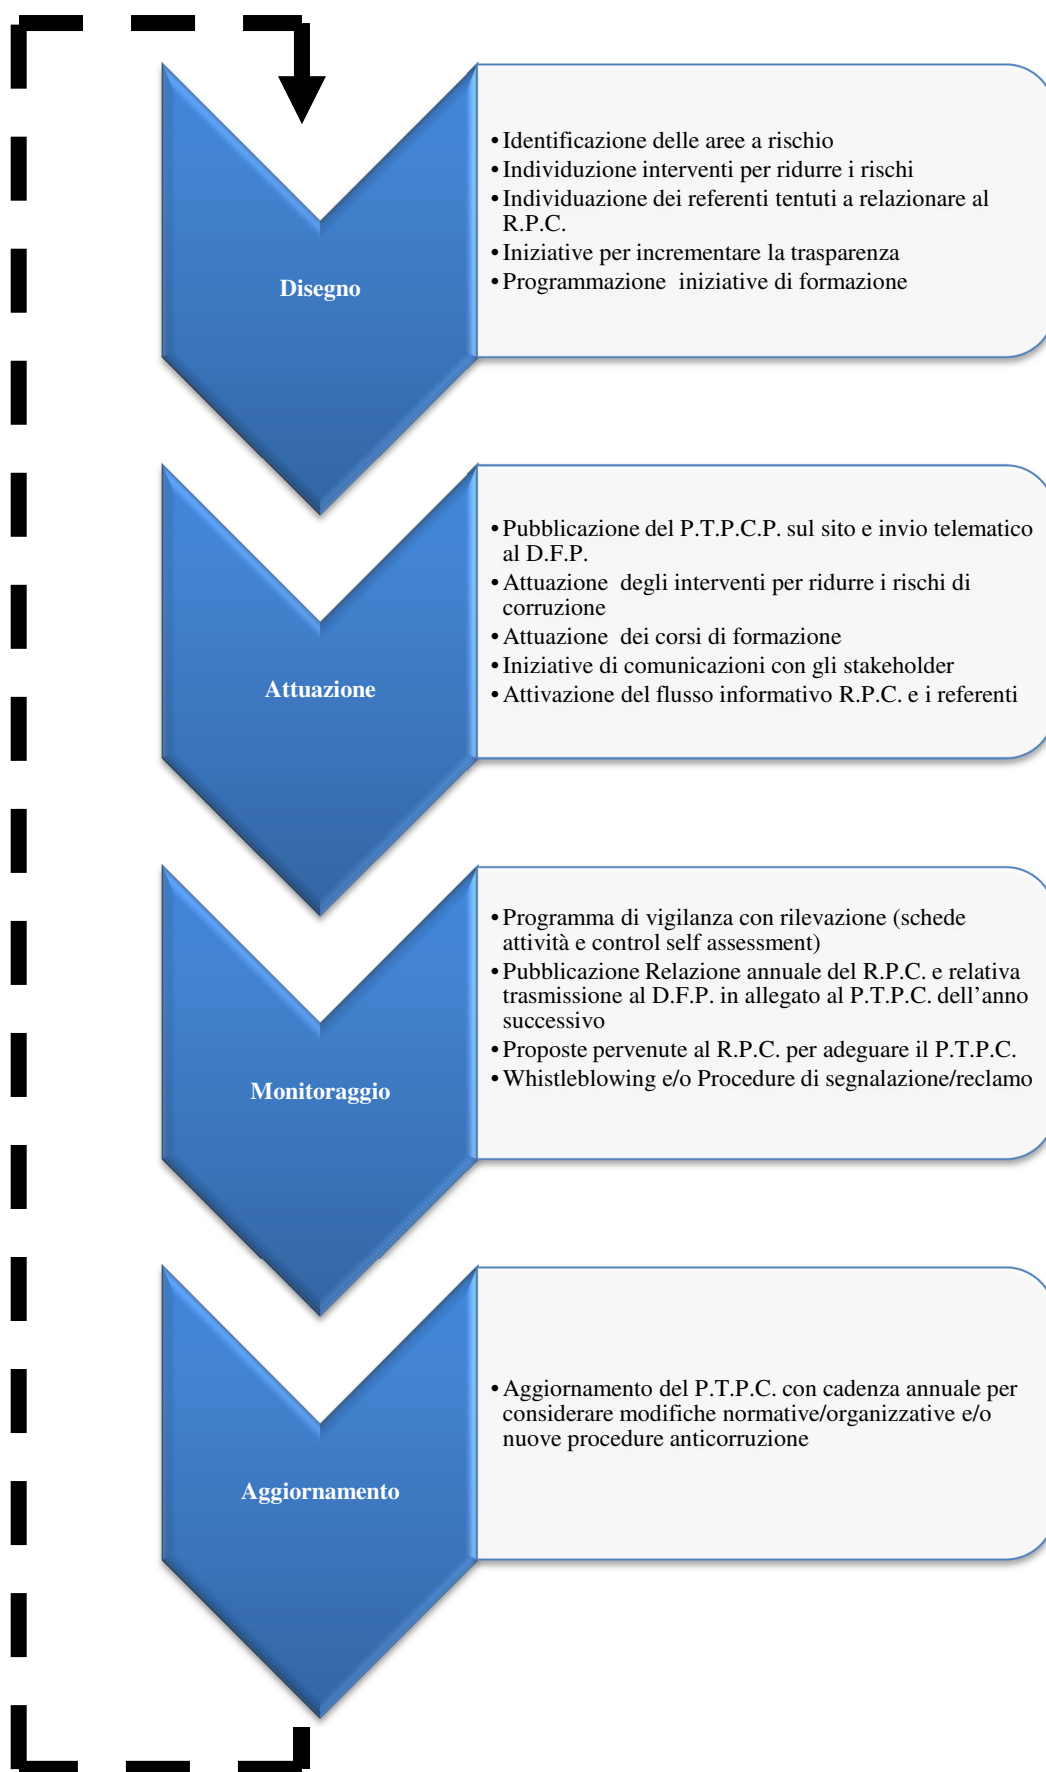 Disegno
• Identificazione delle aree a rischio
• Individuzione interventi per ridurre i rischi
• Individuazione dei referenti tentuti a relazionare al
R.P.C.
• Iniziative per incrementare la trasparenza
• Programmazione  iniziative di formazione
Attuazione
• Pubblicazione del P.T.P.C.P. sul sito e invio telematico
al D.F.P.
• Attuazione  degli interventi per ridurre i rischi di
corruzione
• Attuazione  dei corsi di formazione
• Iniziative di comunicazioni con gli stakeholder
• Attivazione del flusso informativo R.P.C. e i referenti
Monitoraggio
• Programma di vigilanza con rilevazione (schede
attività e control self assessment)
• Pubblicazione Relazione annuale del R.P.C. e relativa
trasmissione al D.F.P. in allegato al P.T.P.C. dell’anno
successivo
• Proposte pervenute al R.P.C. per adeguare il P.T.P.C.
• Whistleblowing e/o Procedure di segnalazione/reclamo
Aggiornamento
• Aggiornamento del P.T.P.C. con cadenza annuale per
considerare modifiche normative/organizzative e/o
nuove procedure anticorruzione